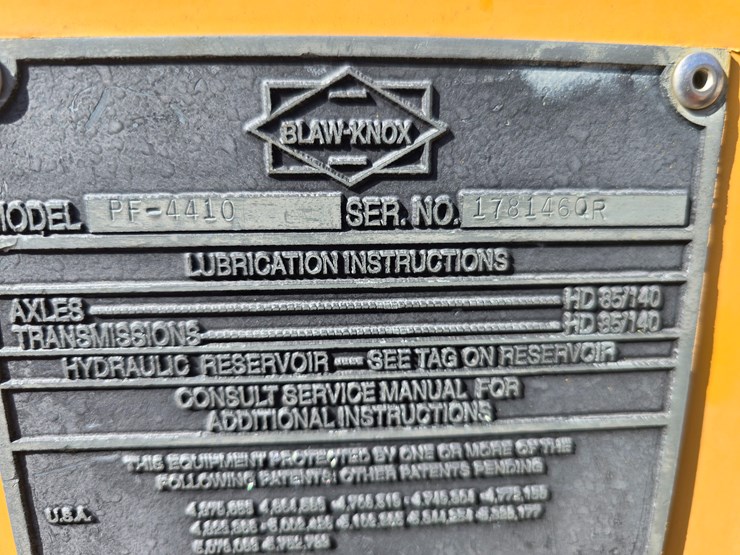 BLAW-KNOX
MODEL PF-4410 SER. NO. 178146QR
LUBRICATION INSTRUCTIONS
AXLES HD 85/140
TRANSMISSIONS HD 85/140
HYDRAULIC RESERVOIR — SEE TAG ON RESERVOIR
CONSULT SERVICE MANUAL FOR
ADDITIONAL INSTRUCTIONS
THIS EQUIPMENT PROTECTED BY ONE OR MORE OF THE
FOLLOWING PATENTS: OTHER PATENTS PENDING
U.S.A.